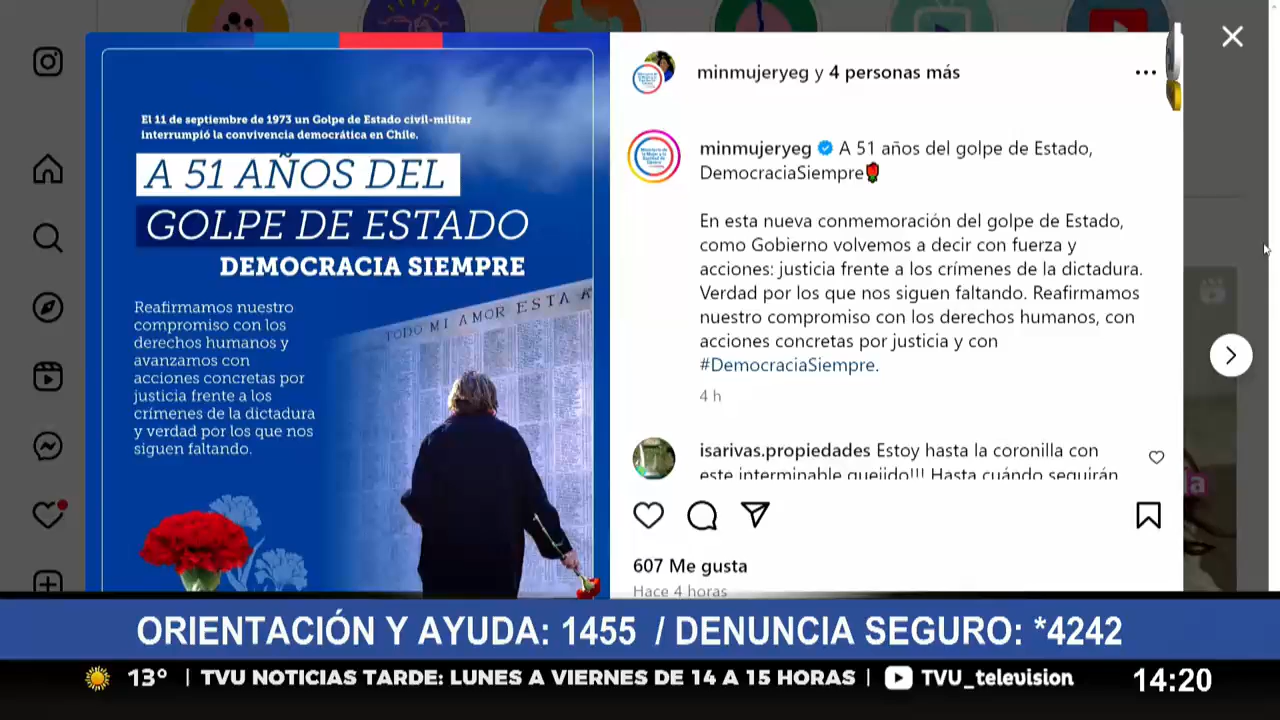 El 11 de septiembre de 1973 un Golpe de Estado civil-militar
interrumpió la convivencia democrática en Chile.
A 51 AÑOS DEL
GOLPE DE ESTADO
DEMOCRACIA SIEMPRE
Reafirmamos nuestro
compromiso con los
derechos humanos y
avanzamos con
acciones concretas por
justicia frente a los
crímenes de la dictadura
y verdad por los que nos
siguen faltando.
TODO MI AMOR ESTA A
minmujeryeg y 4 personas más
minmujeryeg A 51 años del golpe de Estado,
DemocraciaSiempre
En esta nueva conmemoración del golpe de Estado,
como Gobierno volvemos a decir con fuerza y
acciones: justicia frente a los crímenes de la dictadura.
Verdad por los que nos siguen faltando. Reafirmamos
nuestro compromiso con los derechos humanos, con
acciones concretas por justicia y con
#DemocraciaSiempre.
4 h
isarivas.propiedades Estoy hasta la coronilla con
este interminable quejido!!! Hasta cuándo seguirán
607 Me gusta
Hace 4 horas
ORIENTACIÓN Y AYUDA: 1455 / DENUNCIA SEGURO: *4242
13° | TVU NOTICIAS TARDE: LUNES A VIERNES DE 14 A 15 HORAS | TVU_television
14:20